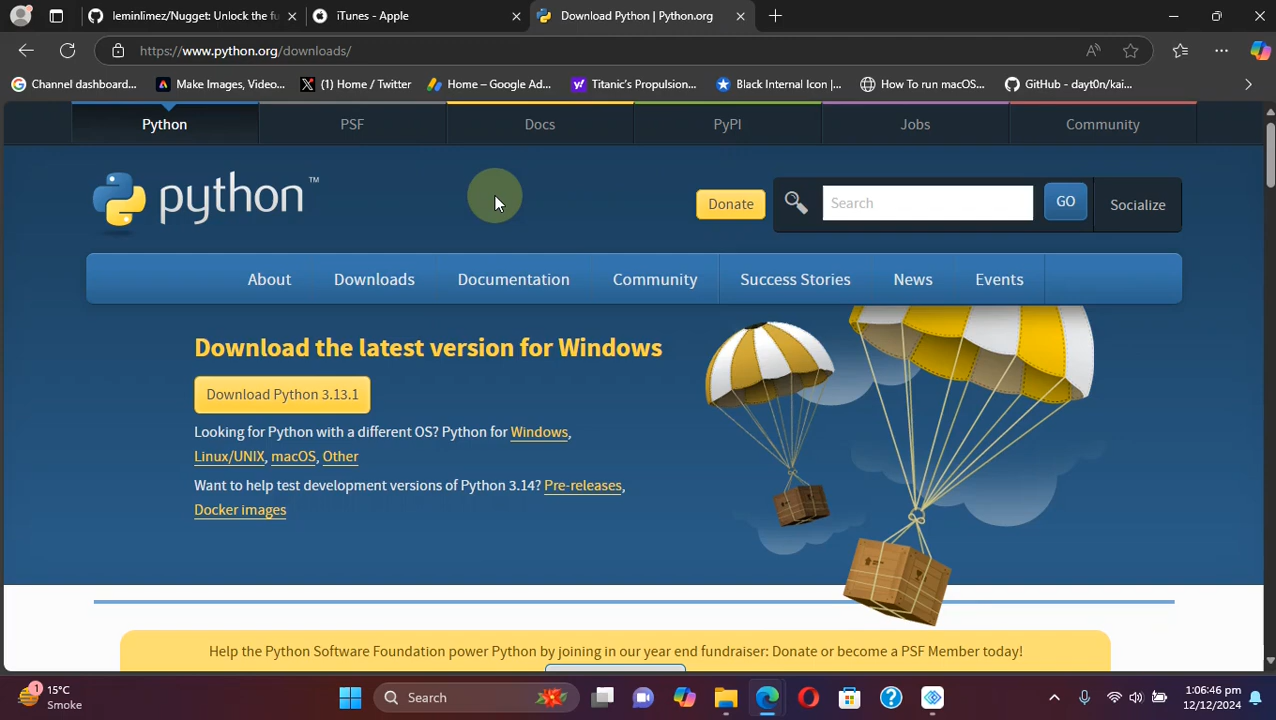 leminlimez/Nugget: Unlock the fu
iTunes - Apple
Download Python | Python.org
https://www.python.org/downloads/
Channel dashboard...
Make Images, Video...
(1) Home / Twitter
Home – Google Ad...
Titanic's Propulsion...
Black Internal Icon |...
How To run macOS...
GitHub - dayt0n/kai...
Python
PSF
Docs
PyPI
Jobs
Community
python™
Donate
Search
GO
Socialize
About
Downloads
Documentation
Community
Success Stories
News
Events
Download the latest version for Windows
Download Python 3.13.1
Looking for Python with a different OS? Python for Windows,
Linux/UNIX, macOS, Other
Want to help test development versions of Python 3.14? Pre-releases,
Docker images
Help the Python Software Foundation power Python by joining in our year end fundraiser: Donate or become a PSF Member today!
1
15°C
Smoke
Search
1:06:46 pm
12/12/2024